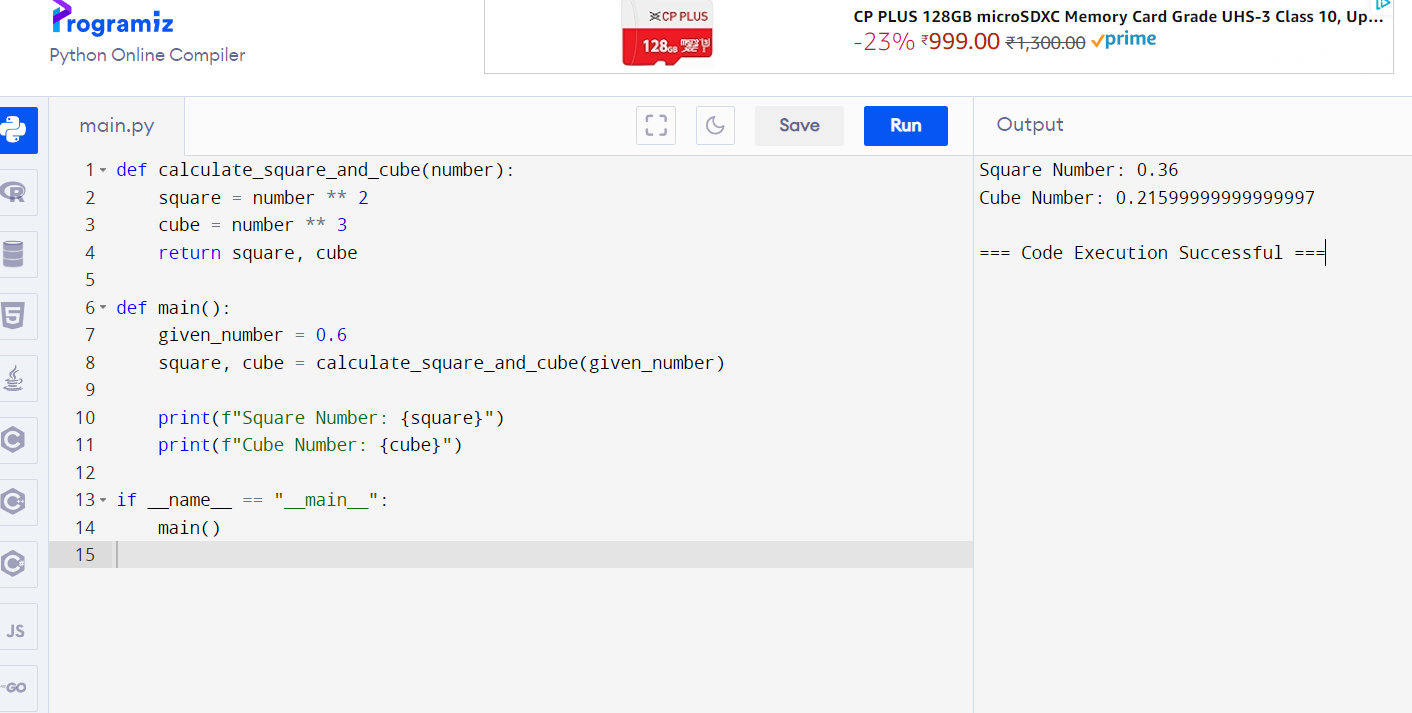 Programiz
Python Online Compiler
CP PLUS
128GB
CP PLUS 128GB microSDXC Memory Card Grade UHS-3 Class 10, Up...
-23% ₹999.00 ₹1,300.00 prime
main.py
Save
Run
Output
1 def calculate_square_and_cube(number):
2     square = number ** 2
3     cube = number ** 3
4     return square, cube
5
6 def main():
7     given_number = 0.6
8     square, cube = calculate_square_and_cube(given_number)
9
10     print(f"Square Number: {square}")
11     print(f"Cube Number: {cube}")
12
13 if __name__ == "__main__":
14     main()
15
Square Number: 0.36
Cube Number: 0.21599999999999997
=== Code Execution Successful ===
R
5
C
C
C#
JS
GO